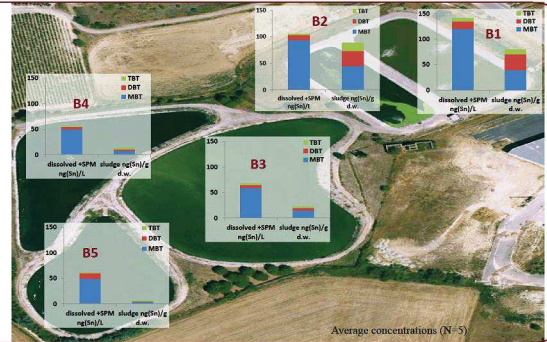 B2
150
100
50
0
TBT
DBT
MBT
dissolved +SPM
ng(Sn)/L
sludge ng(Sn)/g
d.w.
B1
150
100
50
0
TBT
DBT
MBT
dissolved +SPM
ng(Sn)/L
sludge ng(Sn)/g
d.w.
B4
150
100
50
0
TBT
DBT
MBT
dissolved +SPM
ng(Sn)/L
sludge ng(Sn)/g
d.w.
B3
150
100
50
0
TBT
DBT
MBT
dissolved +SPM
ng(Sn)/L
sludge ng(Sn)/g
d.w.
B5
150
100
50
0
TBT
DBT
MBT
dissolved +SPM
ng(Sn)/L
sludge ng(Sn)/g
d.w.
Average concentrations (N=5)